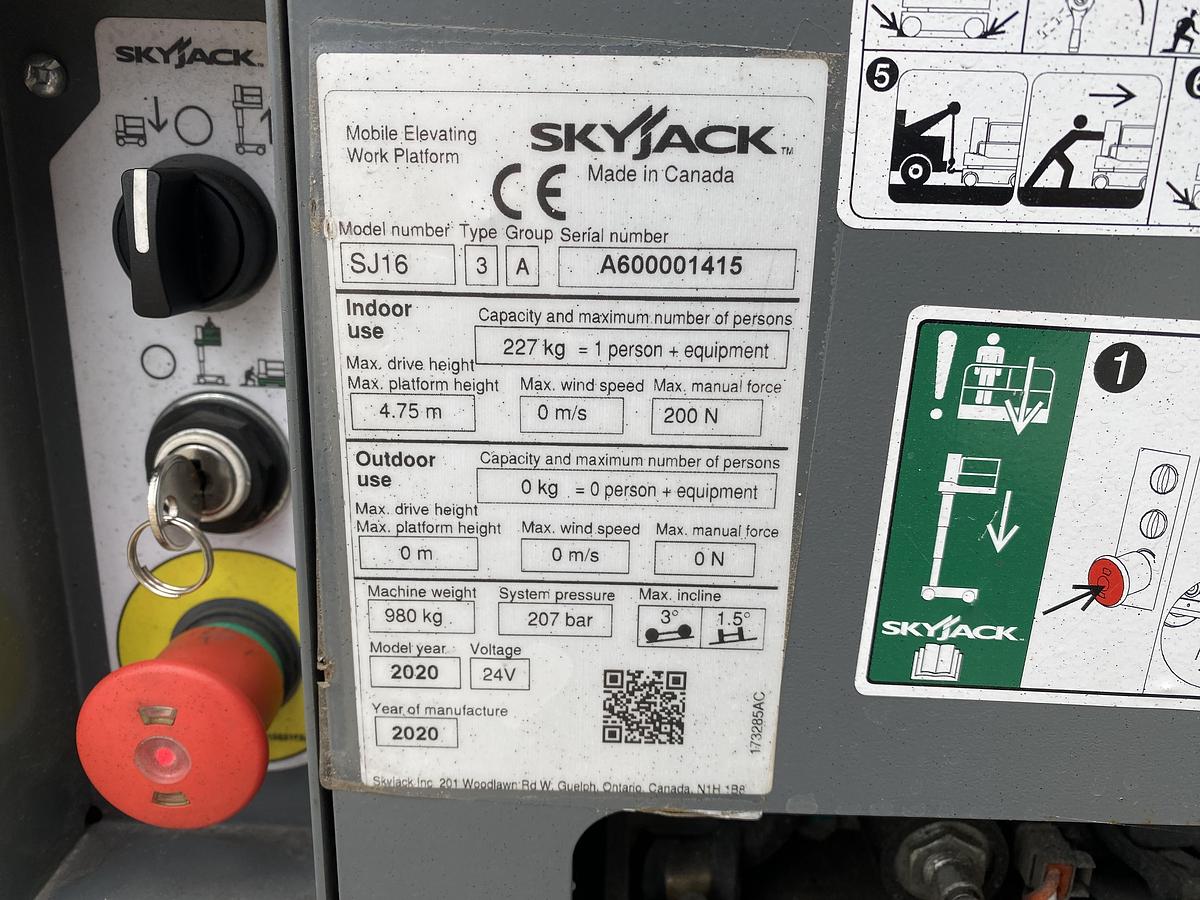 SKYJACK™
Mobile Elevating
Work Platform
SKYJACK™
CE
Made in Canada
Model number Type Group Serial number
SJ16 3 A A600001415
Indoor
use
Capacity and maximum number of persons
227 kg = 1 person + equipment
Max. drive height
Max. platform height Max. wind speed Max. manual force
4.75 m 0 m/s 200 N
Outdoor
use
Capacity and maximum number of persons
0 kg = 0 person + equipment
Max. drive height
Max. platform height Max. wind speed Max. manual force
0 m 0 m/s 0 N
Machine weight System pressure Max. incline
980 kg 207 bar 3° 1.5°
Model year Voltage
2020 24V
Year of manufacture
2020
173285AC
Skyjack Inc. 201 Woodlawn Rd W. Guelph, Ontario, Canada, N1H 1B8
5
6
1
SKYJACK™